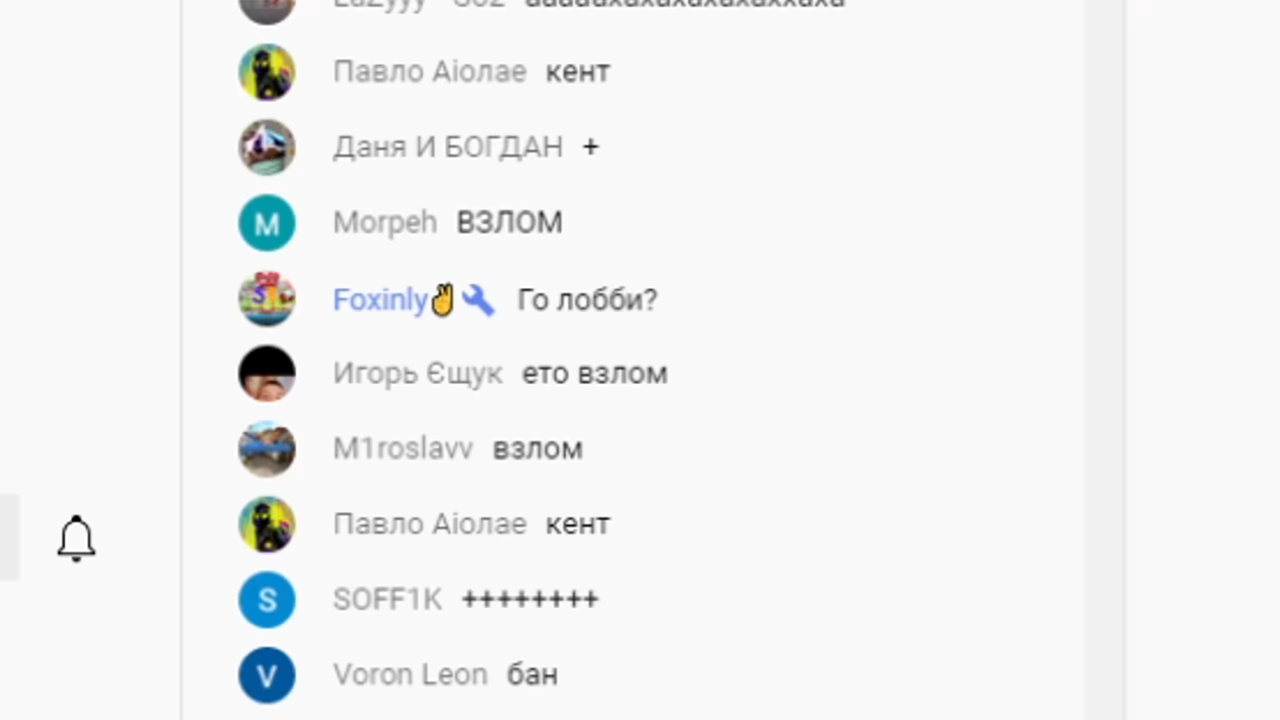 Павло Аіолае кент
Даня И БОГДАН +
M Morpeh ВЗЛОМ
Foxinly✌🔧 Го лобби?
Игорь Єщук ето взлом
M1roslavv взлом
Павло Аіолае кент
S SOFF1K ++++++++
V Voron Leon бан